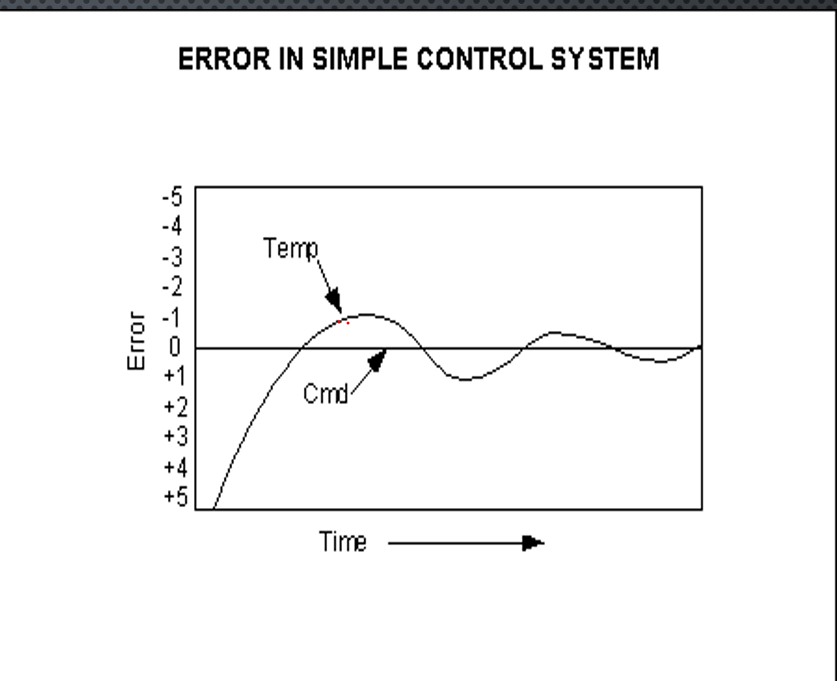 ERROR IN SIMPLE CONTROL SYSTEM
-5
-4
Temp
-3
-2
-1
Error
0
+1
Cmd
+2
+3
+4
+5
Time